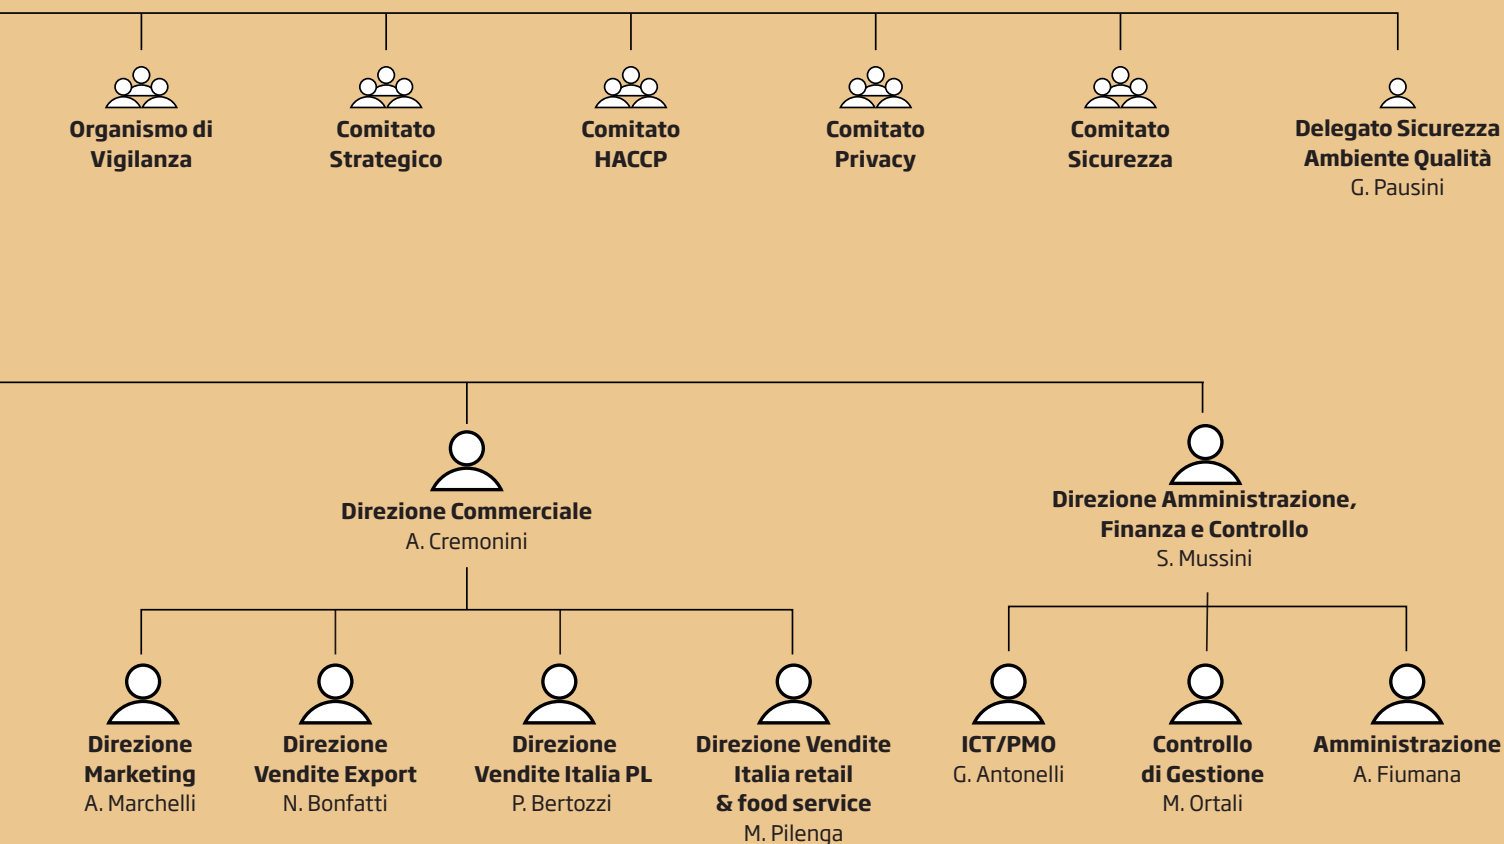 Organismo di
Vigilanza
Comitato
Strategico
Comitato
HACCP
Comitato
Privacy
Comitato
Sicurezza
Delegato Sicurezza
Ambiente Qualità
G. Pausini
Direzione Commerciale
A. Cremonini
Direzione Amministrazione,
Finanza e Controllo
S. Mussini
Direzione
Marketing
A. Marchelli
Direzione
Vendite Export
N. Bonfatti
Direzione
Vendite Italia PL
P. Bertozzi
Direzione Vendite
Italia retail
& food service
M. Pilenga
ICT/PMO
G. Antonelli
Controllo
di Gestione
M. Ortali
Amministrazione
A. Fiumana